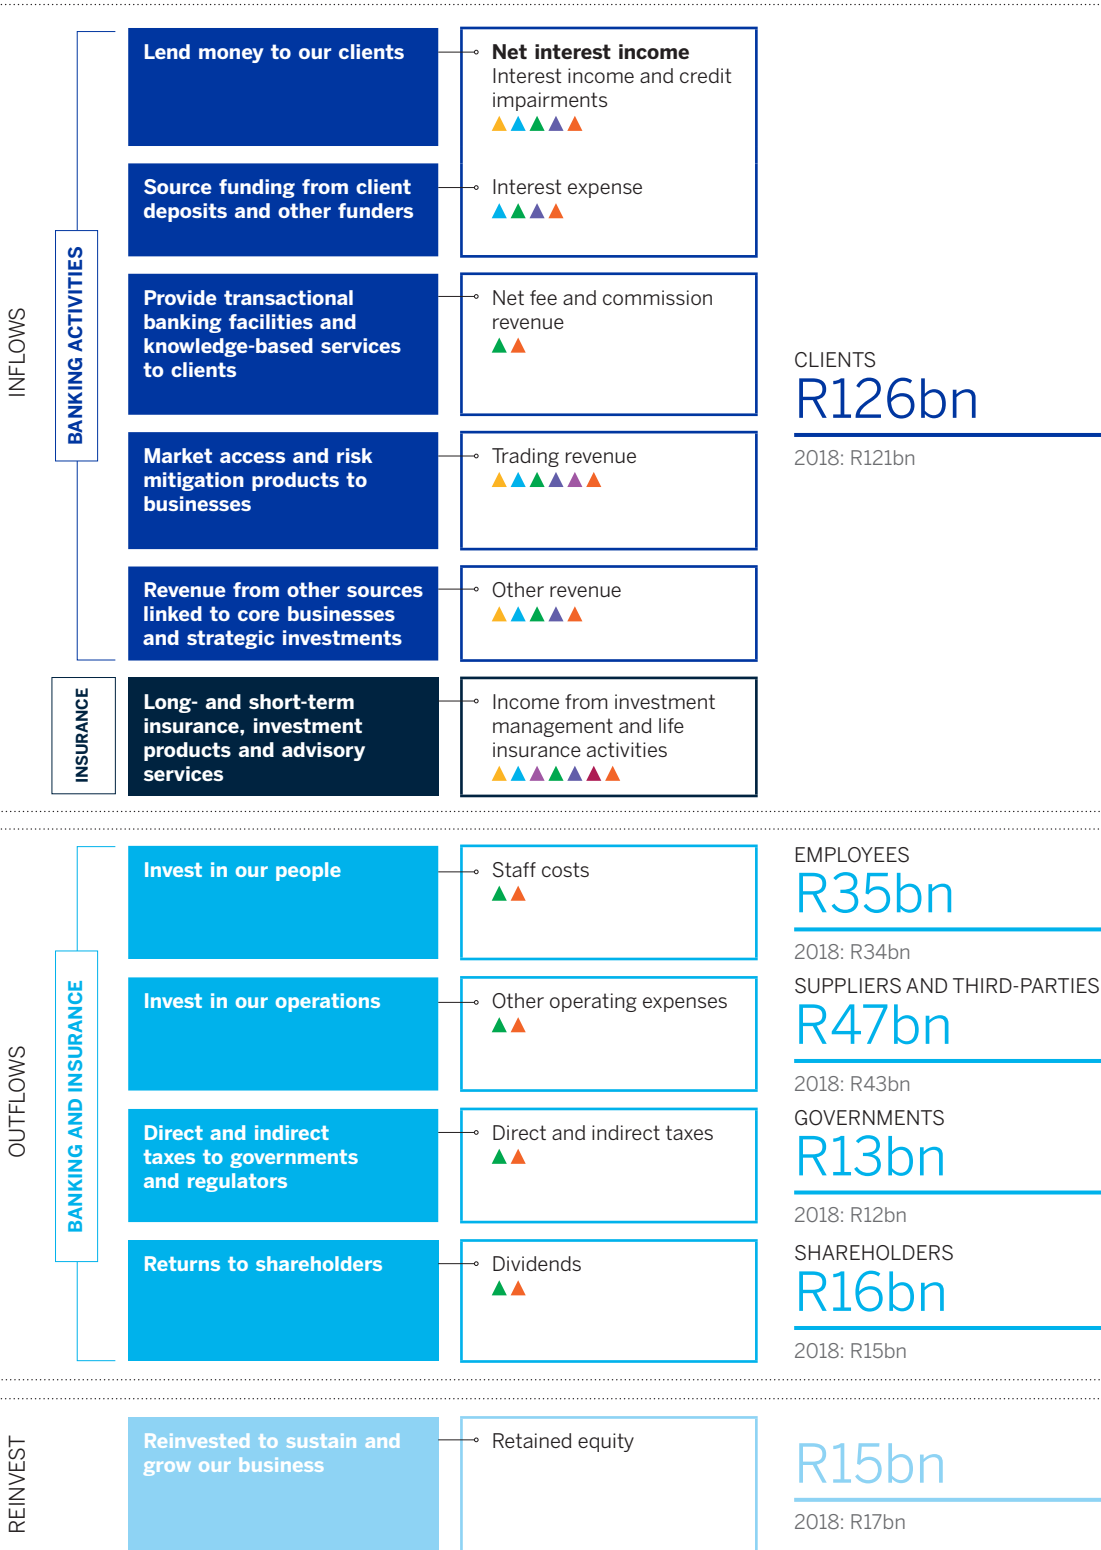 INFLOWS
BANKING ACTIVITIES
Lend money to our clients
Net interest income
Interest income and credit
impairments
Source funding from client
deposits and other funders
Interest expense
Provide transactional
banking facilities and
knowledge-based services
to clients
Net fee and commission
revenue
CLIENTS
R126bn
2018: R121bn
Market access and risk
mitigation products to
businesses
Trading revenue
Revenue from other sources
linked to core businesses
and strategic investments
Other revenue
INSURANCE
Long- and short-term
insurance, investment
products and advisory
services
Income from investment
management and life
insurance activities
OUTFLOWS
BANKING AND INSURANCE
Invest in our people
Staff costs
EMPLOYEES
R35bn
2018: R34bn
Invest in our operations
Other operating expenses
SUPPLIERS AND THIRD-PARTIES
R47bn
2018: R43bn
Direct and indirect
taxes to governments
and regulators
Direct and indirect taxes
GOVERNMENTS
R13bn
2018: R12bn
Returns to shareholders
Dividends
SHAREHOLDERS
R16bn
2018: R15bn
REINVEST
Reinvested to sustain and
grow our business
Retained equity
R15bn
2018: R17bn